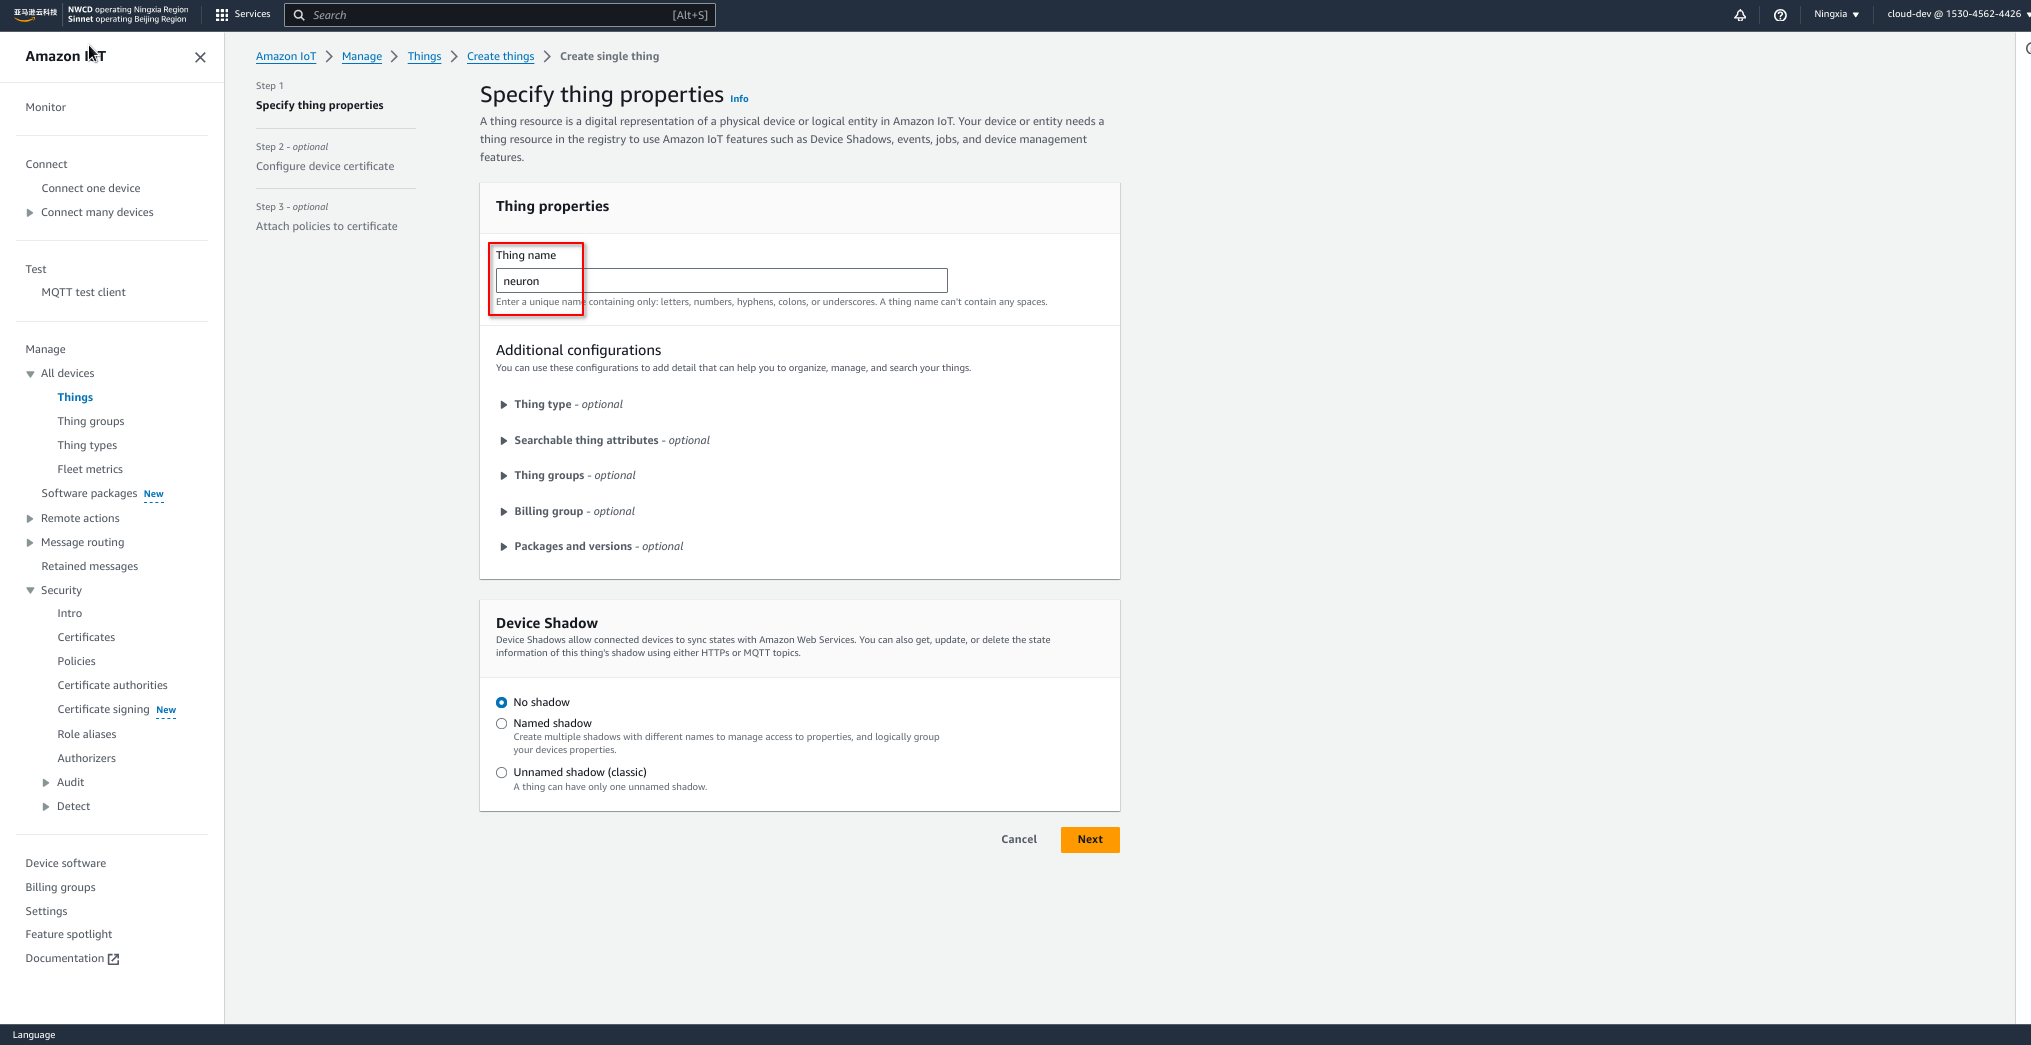 亚马逊云科技
NWCD operating Ningxia Region
Sinnet operating Beijing Region
Services
Search
[Alt+S]
Ningxia
cloud-dev @ 1530-4562-4426
Amazon IoT
Monitor
Connect
Connect one device
Connect many devices
Test
MQTT test client
Manage
All devices
Things
Thing groups
Thing types
Fleet metrics
Software packages New
Remote actions
Message routing
Retained messages
Security
Intro
Certificates
Policies
Certificate authorities
Certificate signing New
Role aliases
Authorizers
Audit
Detect
Device software
Billing groups
Settings
Feature spotlight
Documentation
Amazon IoT > Manage > Things > Create things > Create single thing
Step 1
Specify thing properties
Step 2 - optional
Configure device certificate
Step 3 - optional
Attach policies to certificate
Specify thing properties Info
A thing resource is a digital representation of a physical device or logical entity in Amazon IoT. Your device or entity needs a
thing resource in the registry to use Amazon IoT features such as Device Shadows, events, jobs, and device management
features.
Thing properties
Thing name
neuron
Enter a unique name containing only: letters, numbers, hyphens, colons, or underscores. A thing name can't contain any spaces.
Additional configurations
You can use these configurations to add detail that can help you to organize, manage, and search your things.
Thing type - optional
Searchable thing attributes - optional
Thing groups - optional
Billing group - optional
Packages and versions - optional
Device Shadow
Device Shadows allow connected devices to sync states with Amazon Web Services. You can also get, update, or delete the state
information of this thing's shadow using either HTTPs or MQTT topics.
No shadow
Named shadow
Create multiple shadows with different names to manage access to properties, and logically group
your devices properties.
Unnamed shadow (classic)
A thing can have only one unnamed shadow.
Cancel
Next
Language